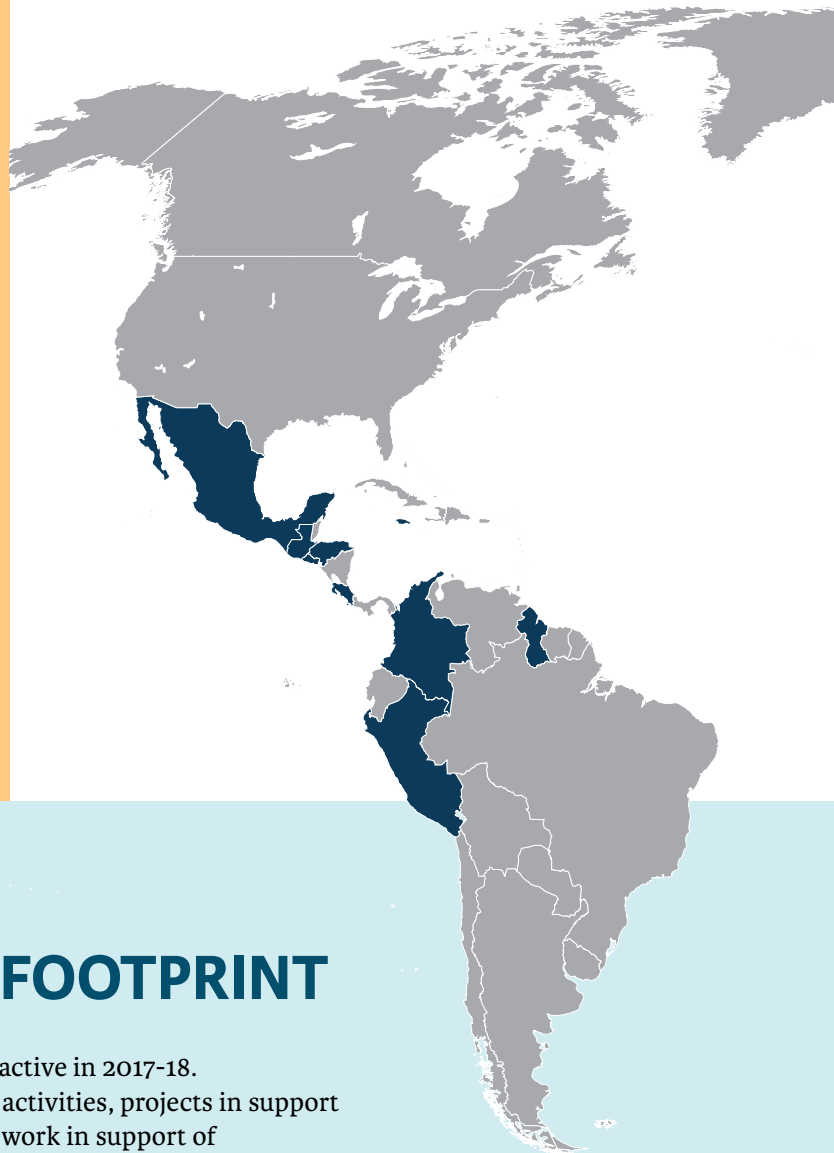 FOOTPRINT
active in 2017-18.
activities, projects in support
work in support of